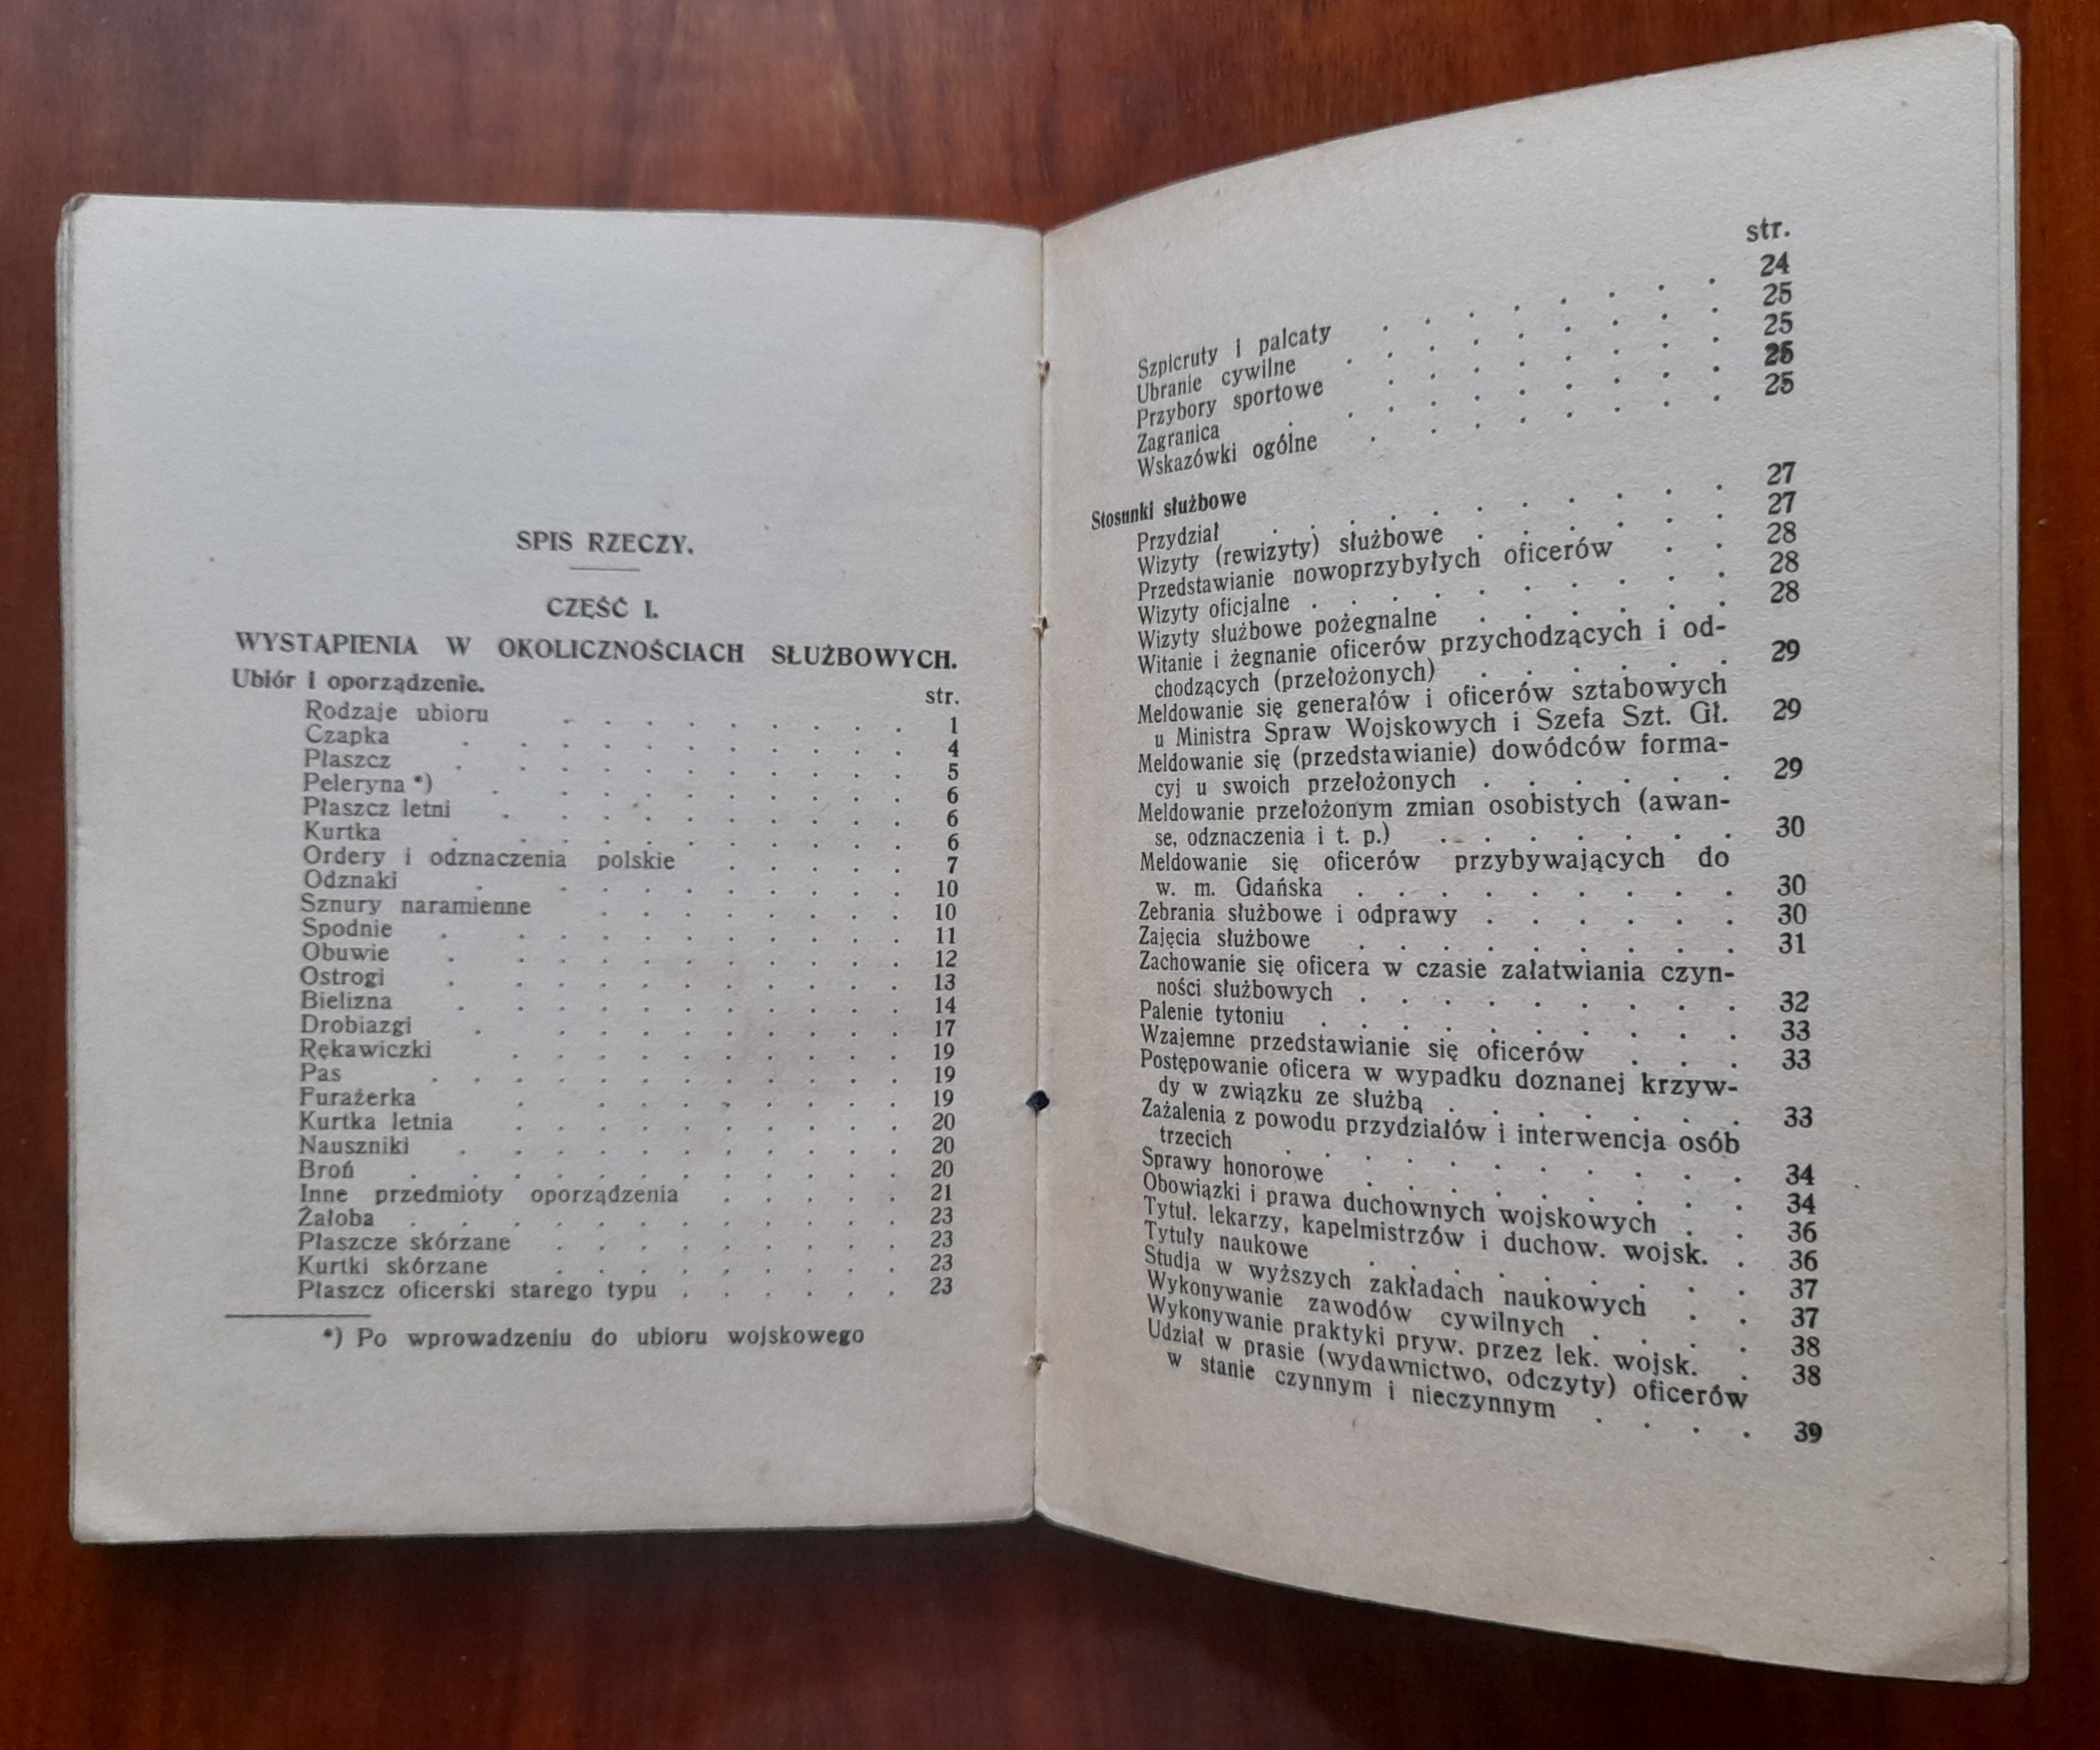 SPIS RZECZY.
CZĘŚĆ I.
WYSTĄPIENIA W OKOLICZNOŚCIACH SŁUŻBOWYCH.
Ubiór i oporządzenie.
str.
Rodzaje ubioru . . . . . . . . . 1
Czapka . . . . . . . . . . 4
Płaszcz . . . . . . . . . . 5
Peleryna *) . . . . . . . . . . 6
Płaszcz letni . . . . . . . . . . 6
Kurtka . . . . . . . . . . 6
Ordery i odznaczenia polskie . . . . . 7
Odznaki . . . . . . . . . . 10
Sznury naramienne . . . . . . . . 10
Spodnie . . . . . . . . . . 11
Obuwie . . . . . . . . . . 12
Ostrogi . . . . . . . . . . 13
Bielizna . . . . . . . . . . 14
Drobiazgi . . . . . . . . . . 17
Rękawiczki . . . . . . . . . . 19
Pas . . . . . . . . . . . 19
Furażerka . . . . . . . . . 19
Kurtka letnia . . . . . . . . . 20
Nauszniki . . . . . . . . . . 20
Broń . . . . . . . . . . . 20
Inne przedmioty oporządzenia . . . . . 21
Żałoba . . . . . . . . . . . 23
Płaszcze skórzane . . . . . . . . . 23
Kurtki skórzane . . . . . . . . . 23
Płaszcz oficerski starego typu . . . . . . 23
*) Po wprowadzeniu do ubioru wojskowego
str.
Szpicruty i palcaty . . . . . . . . 24
Ubranie cywilne . . . . . . . . . 25
Przybory sportowe . . . . . . . . 25
Zagranica . . . . . . . . . . 25
Wskazówki ogólne . . . . . . . . 25
Stosunki służbowe
Przydział . . . . . . . . . . 27
Wizyty (rewizyty) służbowe . . . . . . 27
Przedstawianie nowoprzybyłych oficerów . . 28
Wizyty oficjalne . . . . . . . . . . 28
Wizyty służbowe pożegnalne . . . . . . 28
Witanie i żegnanie oficerów przychodzących i od-
chodzących (przełożonych) . . . . . . 29
Meldowanie się generałów i oficerów sztabowych
u Ministra Spraw Wojskowych i Szefa Szt. Gł. 29
Meldowanie się (przedstawianie) dowódców forma-
cyj u swoich przełożonych . . . . . . 29
Meldowanie przełożonym zmian osobistych (awan-
se, odznaczenia i t. p.) . . . . . . . 30
Meldowanie się oficerów przybywających do
w. m. Gdańska . . . . . . . . . 30
Zebrania służbowe i odprawy . . . . . . 30
Zajęcia służbowe . . . . . . . . . 31
Zachowanie się oficera w czasie załatwiania czyn-
ności służbowych . . . . . . . . . 32
Palenie tytoniu . . . . . . . . . . 33
Wzajemne przedstawianie się oficerów . . . 33
Postępowanie oficera w wypadku doznanej krzyw-
dy w związku ze służbą . . . . . . . 33
Zażalenia z powodu przydziałów i interwencja osób
trzecich . . . . . . . . . . 34
Sprawy honorowe . . . . . . . . . 34
Obowiązki i prawa duchownych wojskowych . . 36
Tytuł. lekarzy, kapelmistrzów i duchow. wojsk. . 36
Tytuły naukowe . . . . . . . . . 37
Studja w wyższych zakładach naukowych . . 37
Wykonywanie zawodów cywilnych . . . . 38
Wykonywanie praktyki pryw. przez lek. wojsk. . 38
Udział w prasie (wydawnictwo, odczyty) oficerów
w stanie czynnym i nieczynnym . . . . 39